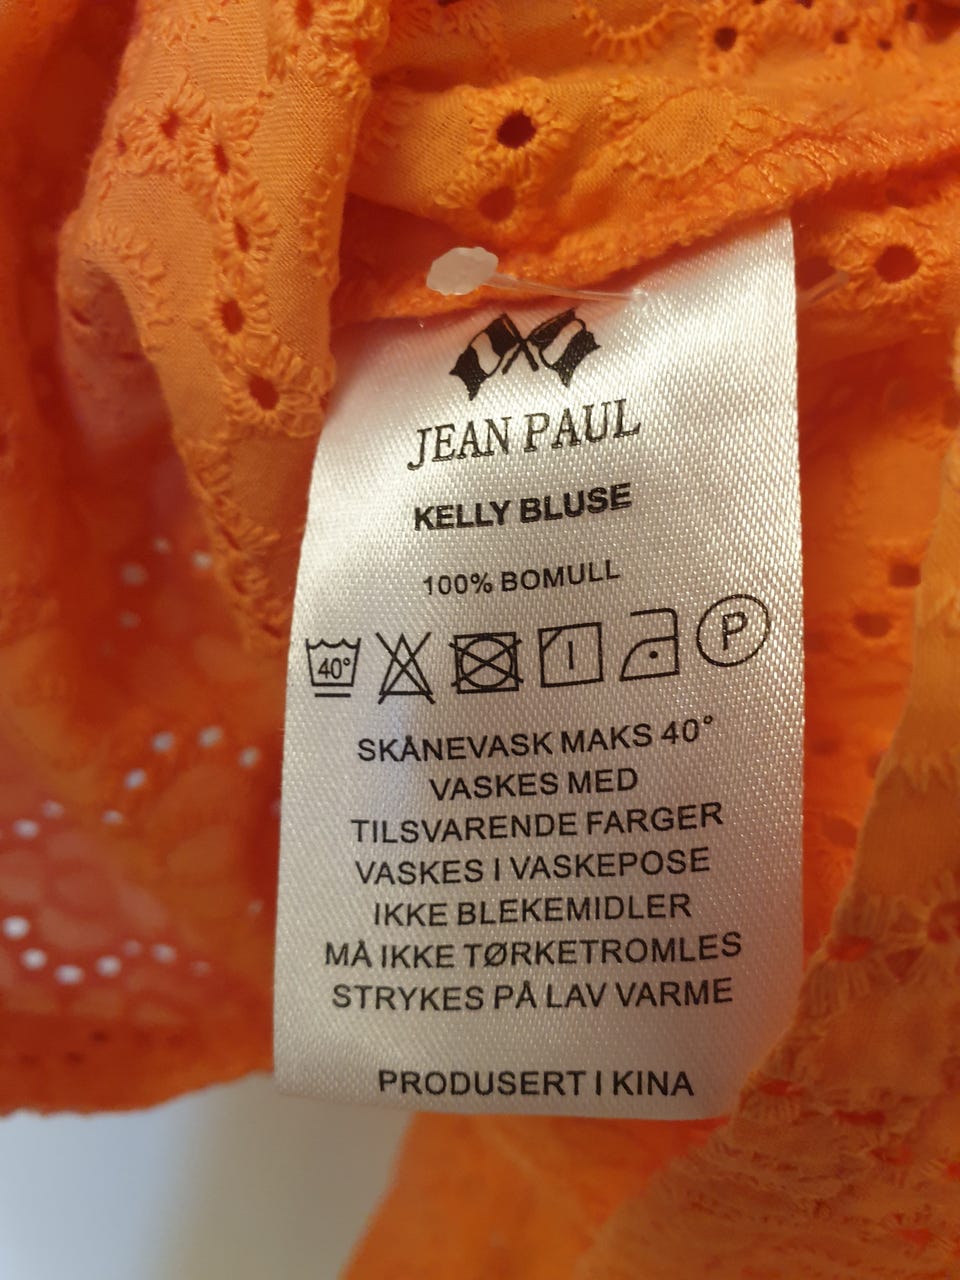 JEAN PAUL
KELLY BLUSE
100% BOMULL
40° P
SKÅNEVASK MAKS 40°
VASKES MED
TILSVARENDE FARGER
VASKES I VASKEPOSE
IKKE BLEKEMIDLER
MÅ IKKE TØRKETROMLES
STRYKES PÅ LAV VARME
PRODUSERT I KINA